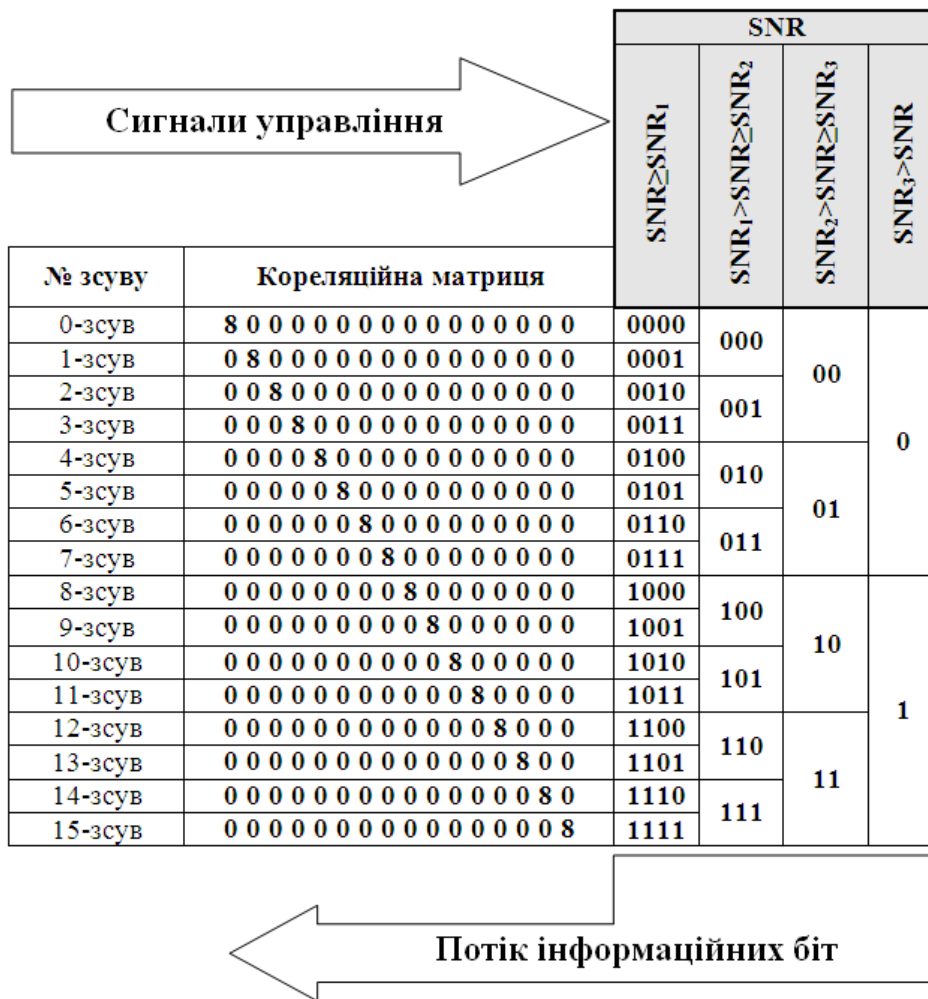 SNR
Сигнали управління
SNR≥SNR₁
SNR₁>SNR≥SNR₂
SNR₂>SNR≥SNR₃
SNR₃>SNR
№ зсуву Кореляційна матриця
0-зсув 8 0 0 0 0 0 0 0 0 0 0 0 0 0 0 0 0000 000 00 0
1-зсув 0 8 0 0 0 0 0 0 0 0 0 0 0 0 0 0 0001
2-зсув 0 0 8 0 0 0 0 0 0 0 0 0 0 0 0 0 0010 001
3-зсув 0 0 0 8 0 0 0 0 0 0 0 0 0 0 0 0 0011
4-зсув 0 0 0 0 8 0 0 0 0 0 0 0 0 0 0 0 0100 010 01
5-зсув 0 0 0 0 0 8 0 0 0 0 0 0 0 0 0 0 0101
6-зсув 0 0 0 0 0 0 8 0 0 0 0 0 0 0 0 0 0110 011
7-зсув 0 0 0 0 0 0 0 8 0 0 0 0 0 0 0 0 0111
8-зсув 0 0 0 0 0 0 0 0 8 0 0 0 0 0 0 0 1000 100 10 1
9-зсув 0 0 0 0 0 0 0 0 0 8 0 0 0 0 0 0 1001
10-зсув 0 0 0 0 0 0 0 0 0 0 8 0 0 0 0 0 1010 101
11-зсув 0 0 0 0 0 0 0 0 0 0 0 8 0 0 0 0 1011
12-зсув 0 0 0 0 0 0 0 0 0 0 0 0 8 0 0 0 1100 110 11
13-зсув 0 0 0 0 0 0 0 0 0 0 0 0 0 8 0 0 1101
14-зсув 0 0 0 0 0 0 0 0 0 0 0 0 0 0 8 0 1110 111
15-зсув 0 0 0 0 0 0 0 0 0 0 0 0 0 0 0 8 1111
Потік інформаційних біт